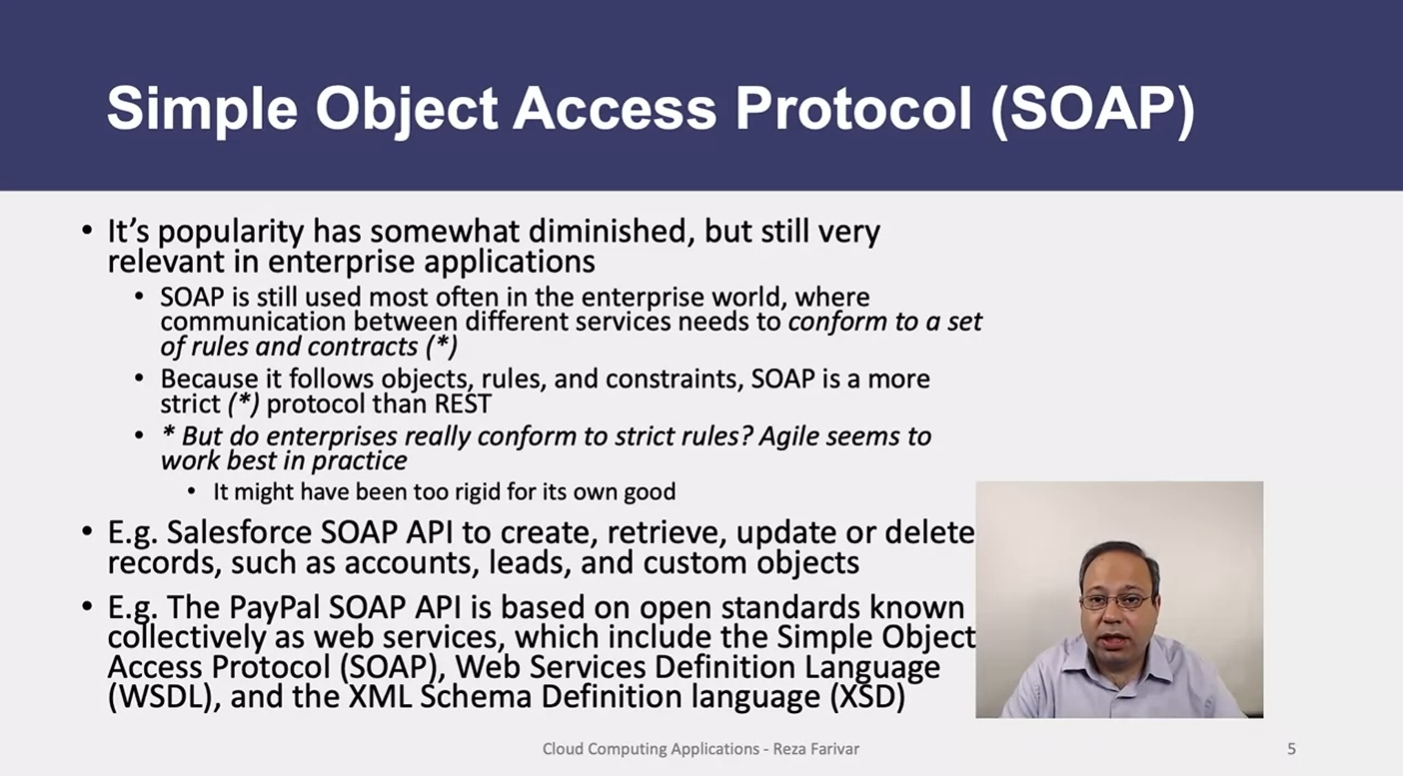 Simple Object Access Protocol (SOAP)
• It's popularity has somewhat diminished, but still very
relevant in enterprise applications
• SOAP is still used most often in the enterprise world, where
communication between different services needs to conform to a set
of rules and contracts (*)
• Because it follows objects, rules, and constraints, SOAP is a more
strict (*) protocol than REST
• * But do enterprises really conform to strict rules? Agile seems to
work best in practice
• It might have been too rigid for its own good
• E.g. Salesforce SOAP API to create, retrieve, update or delete
records, such as accounts, leads, and custom objects
• E.g. The PayPal SOAP API is based on open standards known
collectively as web services, which include the Simple Object
Access Protocol (SOAP), Web Services Definition Language
(WSDL), and the XML Schema Definition language (XSD)
Cloud Computing Applications - Reza Farivar
5